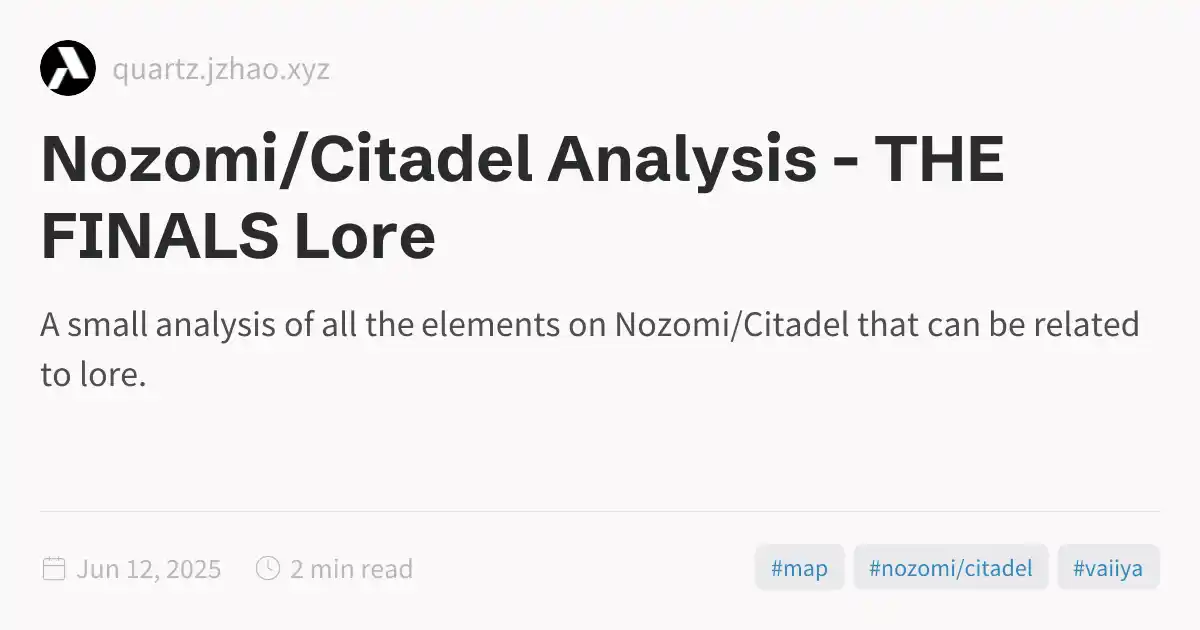 quartz.jzhao.xyz
Nozomi/Citadel Analysis - THE
FINALS Lore
A small analysis of all the elements on Nozomi/Citadel that can be related
to lore.
Jun 12, 2025
2 min read
#map
#nozomi/citadel
#vaiiya